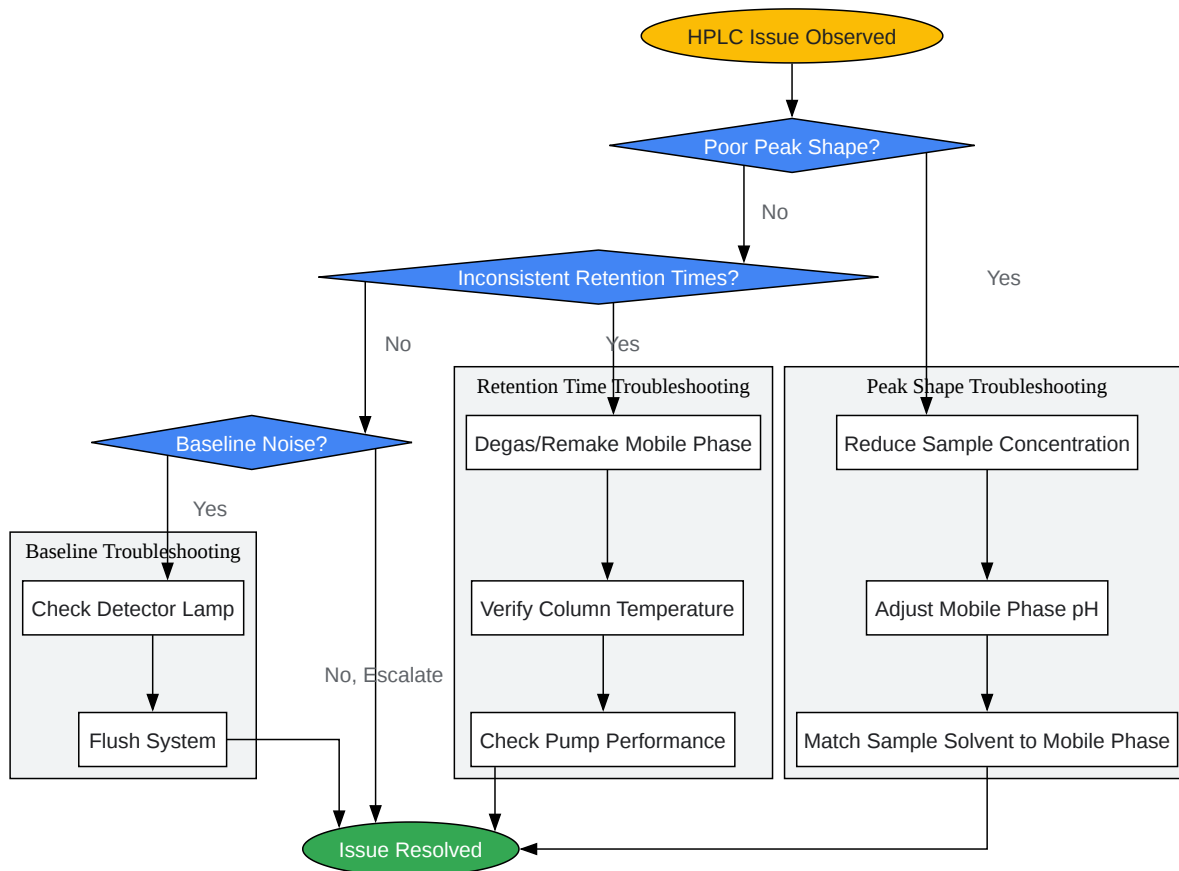 HPLC Issue Observed
Poor Peak Shape?
No
Inconsistent Retention Times?
Yes
No
Yes
Retention Time Troubleshooting
Peak Shape Troubleshooting
Baseline Noise?
Degas/Remake Mobile Phase
Reduce Sample Concentration
Yes
Baseline Troubleshooting
Check Detector Lamp
Verify Column Temperature
Adjust Mobile Phase pH
No, Escalate
Flush System
Check Pump Performance
Match Sample Solvent to Mobile Phase
Issue Resolved